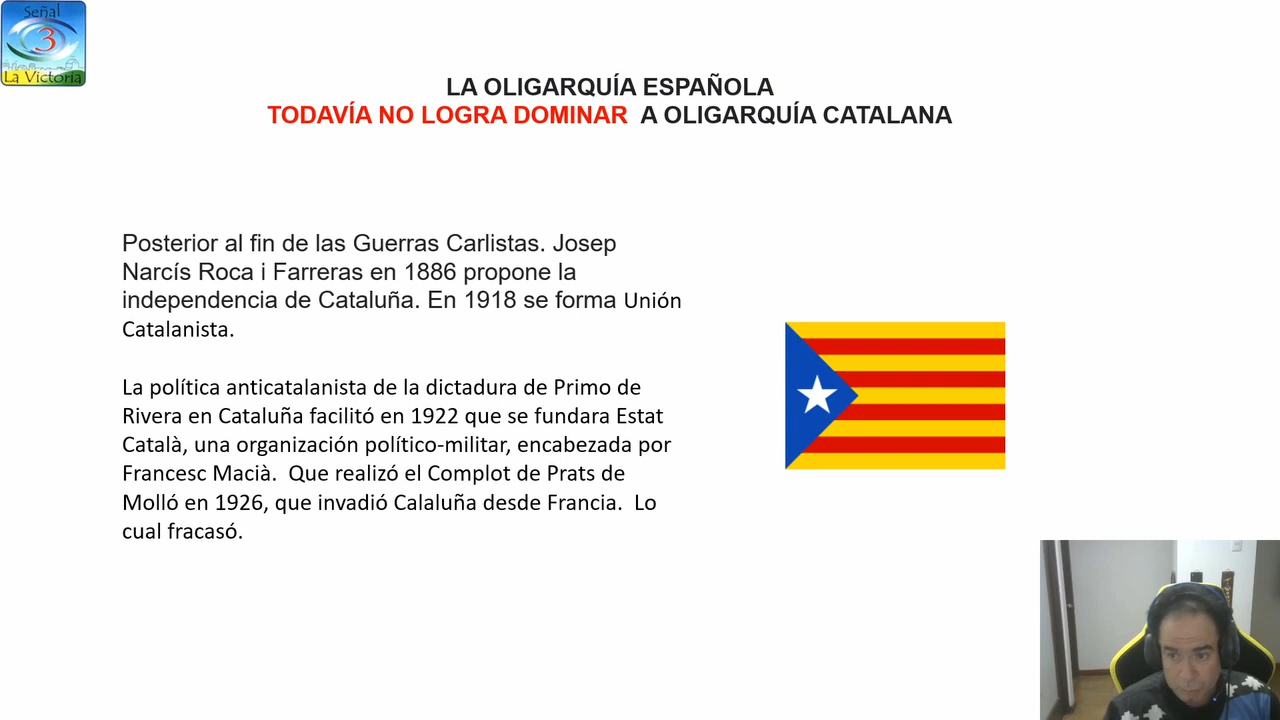 Señal
3
La Victoria
LA OLIGARQUÍA ESPAÑOLA
TODAVÍA NO LOGRA DOMINAR A OLIGARQUÍA CATALANA
Posterior al fin de las Guerras Carlistas. Josep
Narcís Roca i Farreras en 1886 propone la
independencia de Cataluña. En 1918 se forma Unión
Catalanista.
La política anticatalanista de la dictadura de Primo de
Rivera en Cataluña facilitó en 1922 que se fundara Estat
Català, una organización político-militar, encabezada por
Francesc Macià. Que realizó el Complot de Prats de
Molló en 1926, que invadió Calaluña desde Francia. Lo
cual fracasó.